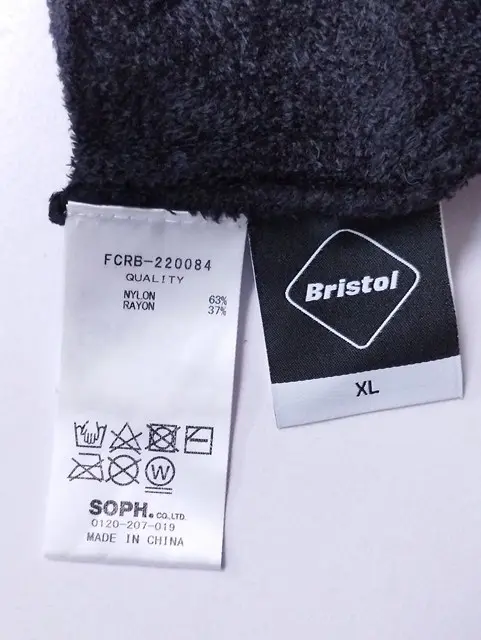 FCRB-220084
QUALITY
NYLON 63%
RAYON 37%
W
SOPH. CO.,LTD.
0120-207-019
MADE IN CHINA
Bristol
XL